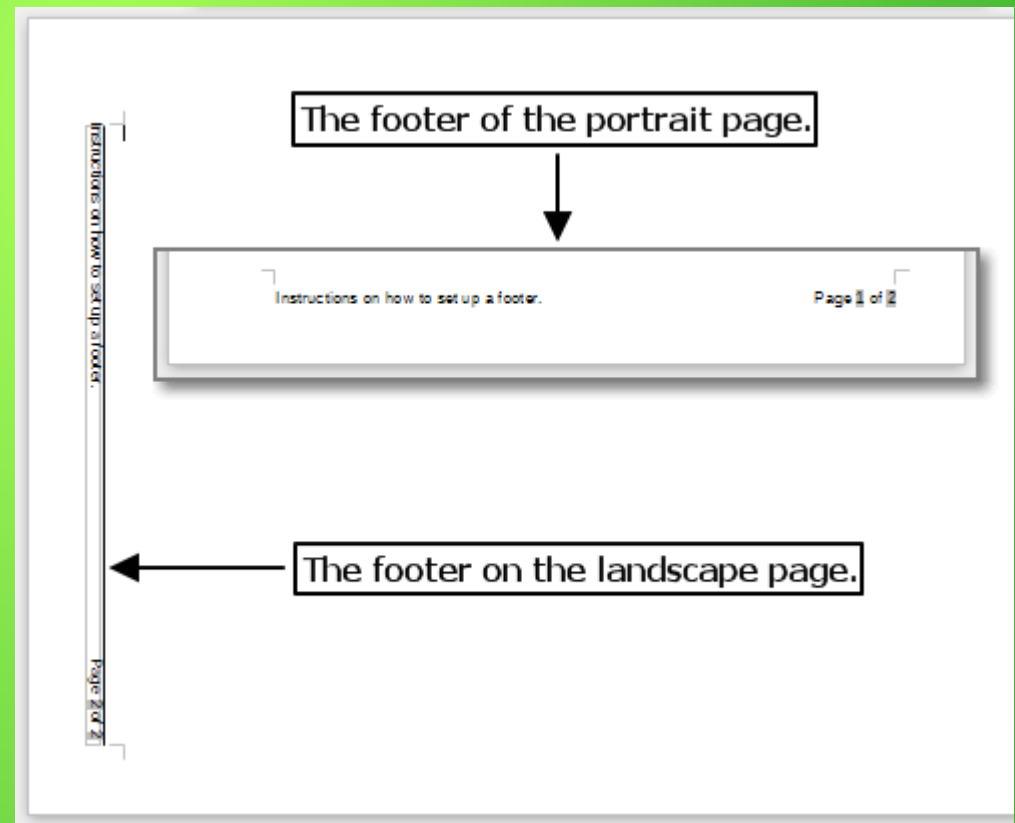 The footer of the portrait page.
Instructions on how to set up a footer.
Page 1 of 2
Instructions on how to set up a footer.
Page 2 of 2
The footer on the landscape page.